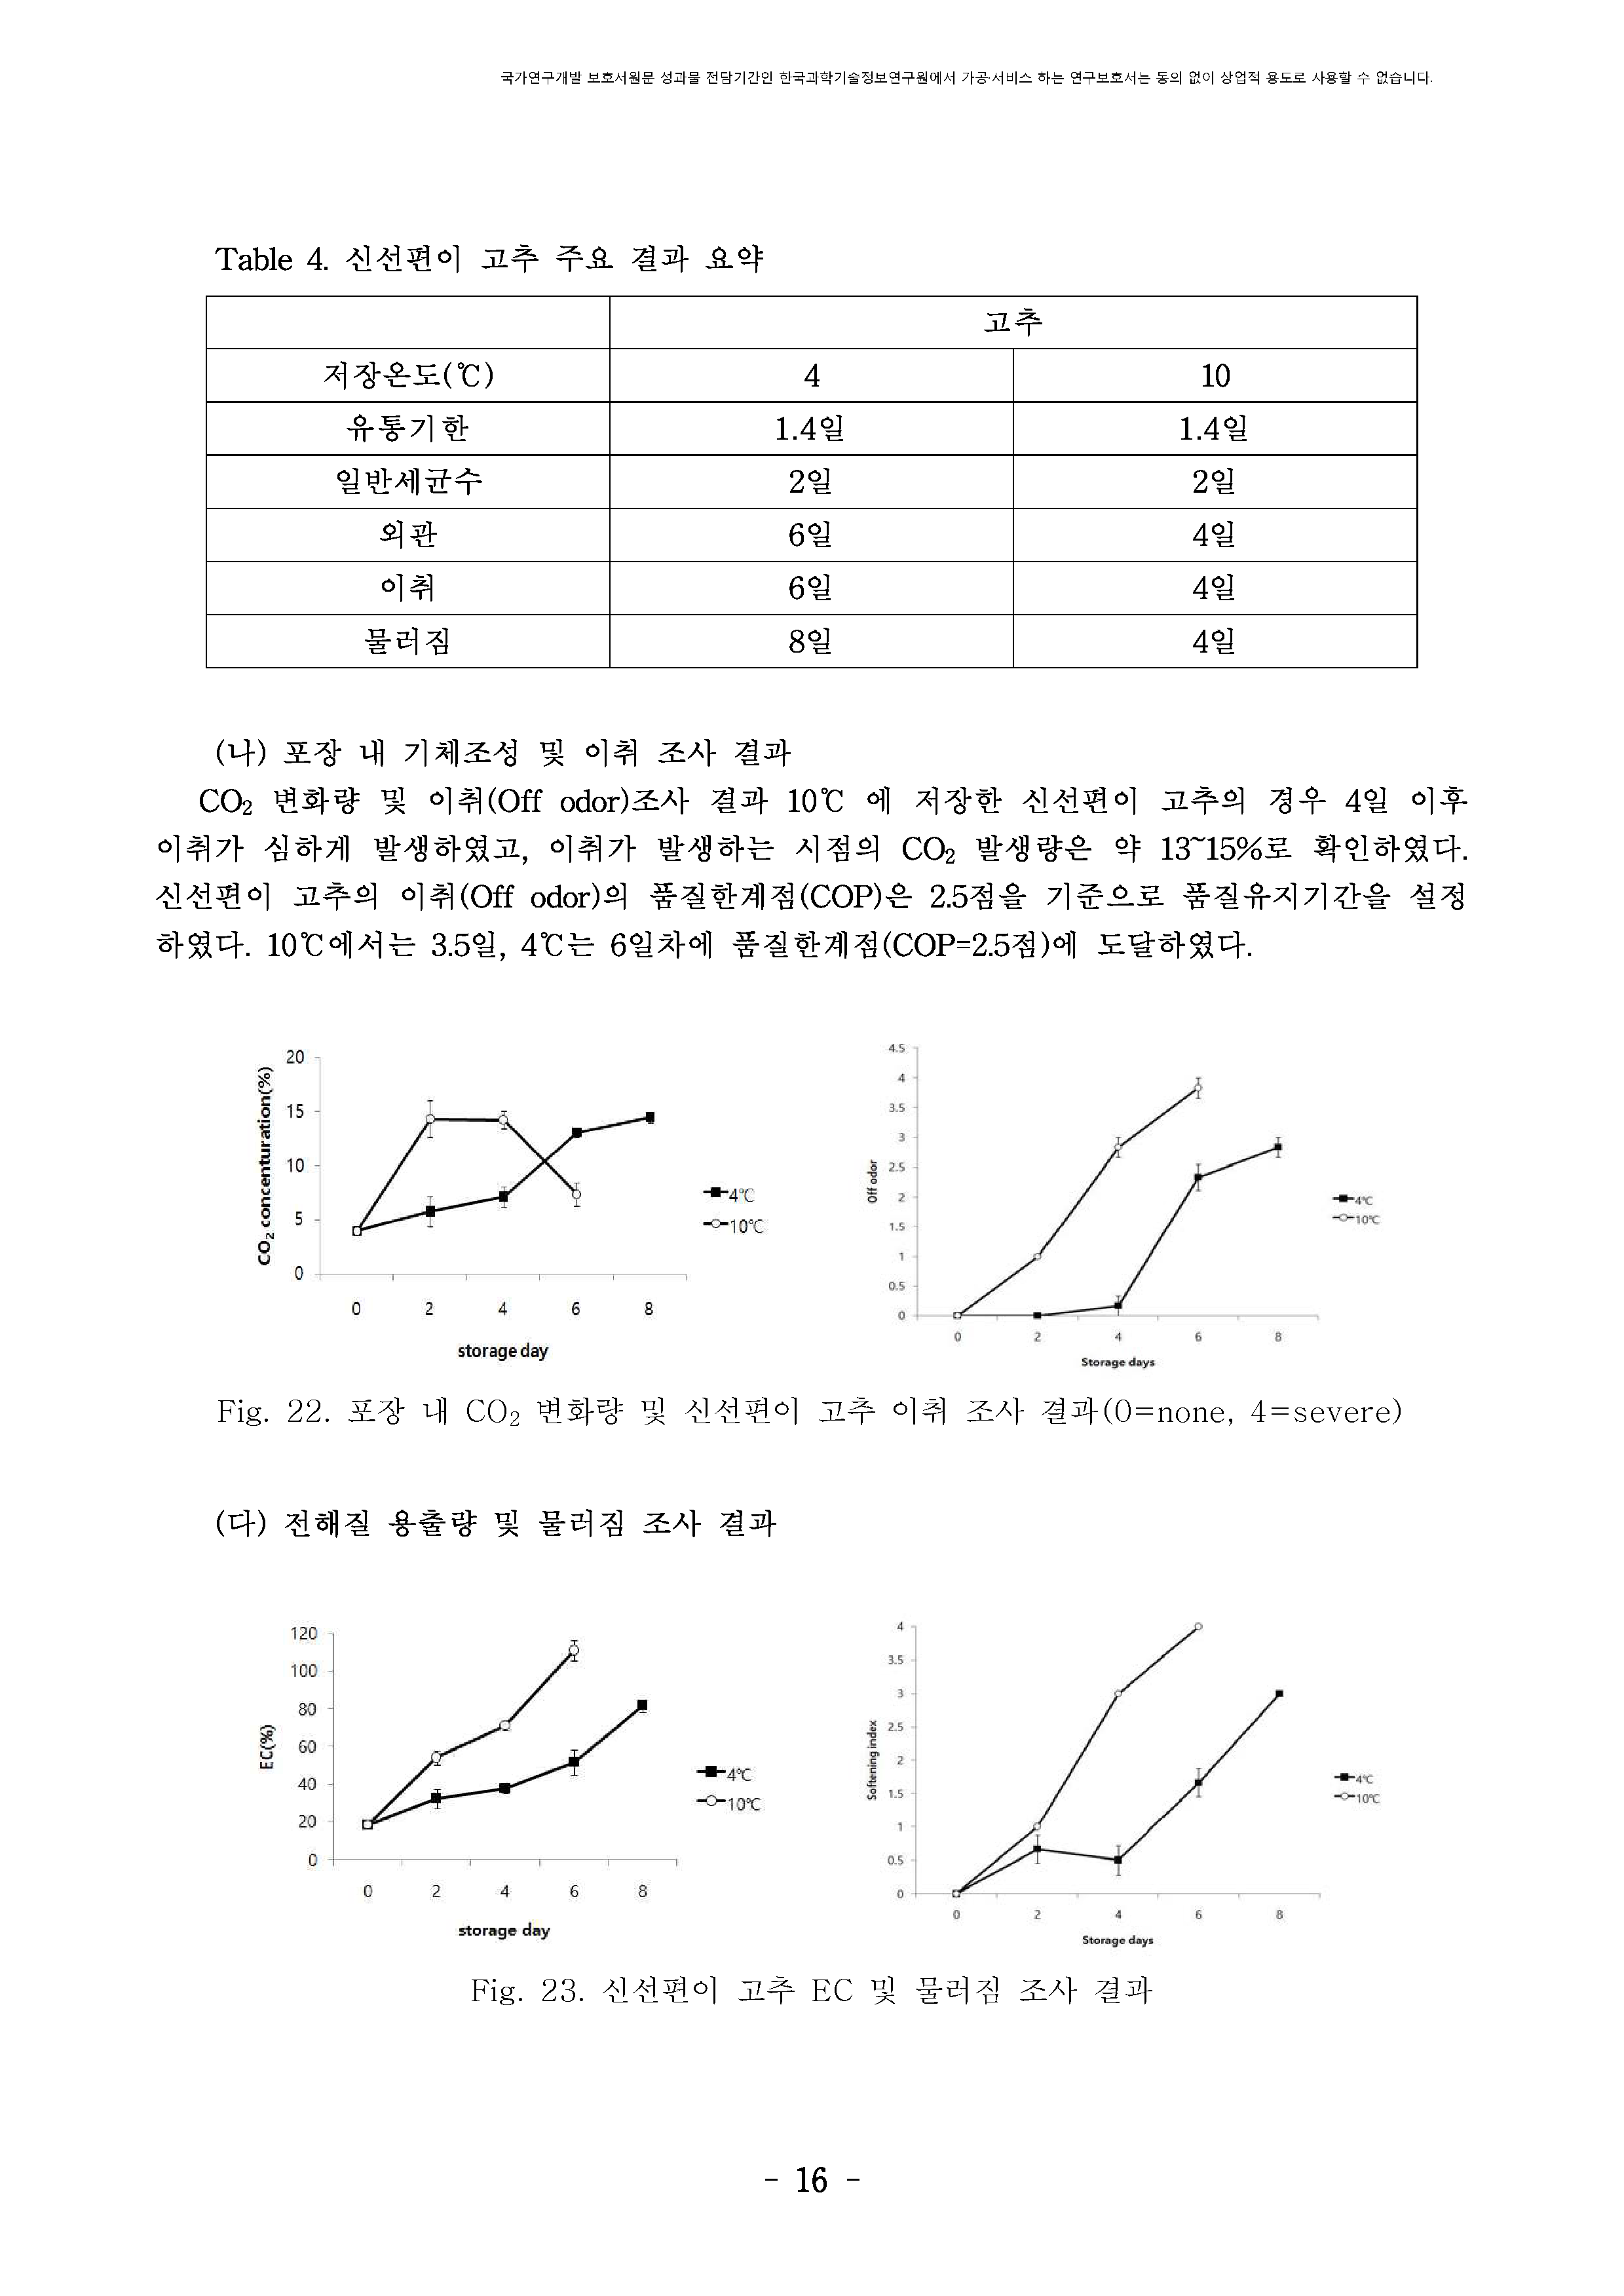 국가연구개발 보호서원문 성과물 전담기간인 한국과학기술정보연구원에서 가공·서비스 하는 연구보호서는 동의 없이 상업적 용도로 사용할 수 없습니다.
Table 4. 신선편이 고추 주요 결과 요약
고추
저장온도(℃) 4 10
유통기한 1.4일 1.4일
일반세균수 2일 2일
외관 6일 4일
이취 6일 4일
물러짐 8일 4일
(나) 포장 내 기체조성 및 이취 조사 결과
CO₂ 변화량 및 이취(Off odor)조사 결과 10℃ 에 저장한 신선편이 고추의 경우 4일 이후
이취가 심하게 발생하였고, 이취가 발생하는 시점의 CO₂ 발생량은 약 13~15%로 확인하였다.
신선편이 고추의 이취(Off odor)의 품질한계점(COP)은 2.5점을 기준으로 품질유지기간을 설정
하였다. 10℃에서는 3.5일, 4℃는 6일차에 품질한계점(COP=2.5점)에 도달하였다.
CO₂ concenturation(%)
20
15
10
5
0
0 2 4 6 8
storage day
4℃
10℃
Off odor
4.5
4
3.5
3
2.5
2
1.5
1
0.5
0
0 2 4 6 8
Storage days
4℃
10℃
Fig. 22. 포장 내 CO₂ 변화량 및 신선편이 고추 이취 조사 결과(0=none, 4=severe)
(다) 전해질 용출량 및 물러짐 조사 결과
EC(%)
120
100
80
60
40
20
0
0 2 4 6 8
storage day
4℃
10℃
Softening index
4
3.5
3
2.5
2
1.5
1
0.5
0
0 2 4 6 8
Storage days
4℃
10℃
Fig. 23. 신선편이 고추 EC 및 물러짐 조사 결과
- 16 -